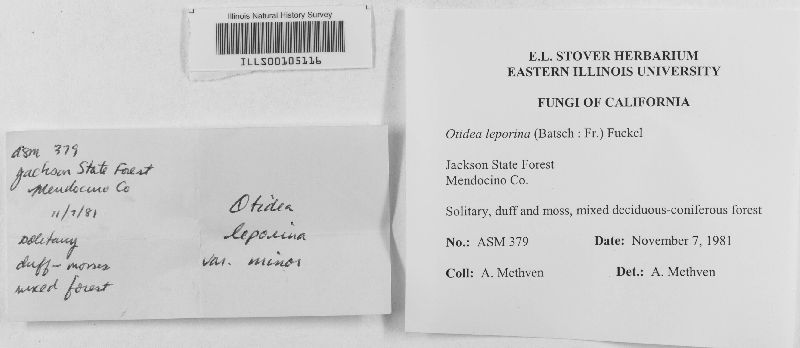 Illinois Natural History Survey
ILLS00105116
ASM 379
Jackson State Forest
Mendocino Co
11/7/81
solitary
duff - mosses
mixed forest
Otidea
leporina
var. minor
E.L. STOVER HERBARIUM
EASTERN ILLINOIS UNIVERSITY
FUNGI OF CALIFORNIA
Otidea leporina (Batsch : Fr.) Fuckel
Jackson State Forest
Mendocino Co.
Solitary, duff and moss, mixed deciduous-coniferous forest
No.: ASM 379 Date: November 7, 1981
Coll: A. Methven Det.: A. Methven